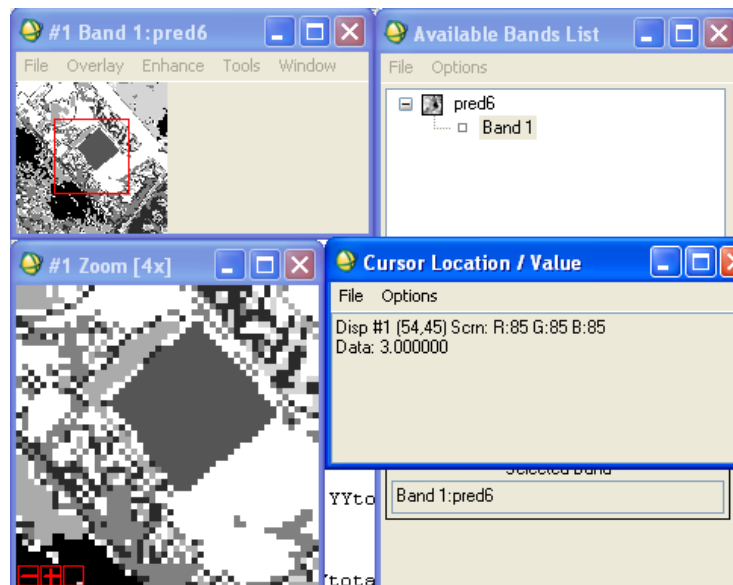 #1 Band 1:pred6
File Overlay Enhance Tools Window
Available Bands List
File Options
pred6
Band 1
#1 Zoom [4x]
Cursor Location / Value
File Options
Disp #1 (54,45) Scrn: R:85 G:85 B:85
Data: 3.000000
Selected Band
Band 1:pred6
YYto
tota